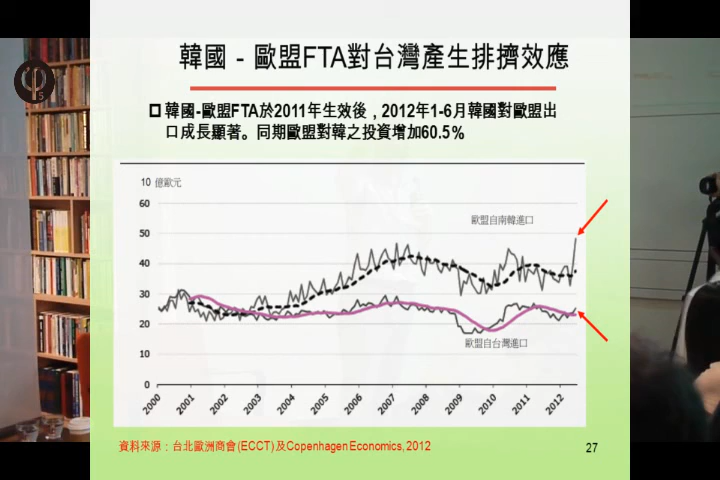 韓國－歐盟FTA對台灣產生排擠效應
韓國-歐盟FTA於2011年生效後，2012年1-6月韓國對歐盟出
口成長顯著。同期歐盟對韓之投資增加60.5%
10 億歐元
60
50
40
30
20
10
0
歐盟自南韓進口
歐盟自台灣進口
2000 2001 2002 2003 2004 2005 2006 2007 2008 2009 2010 2011 2012
資料來源：台北歐洲商會(ECCT) 及Copenhagen Economics, 2012
27
φ5